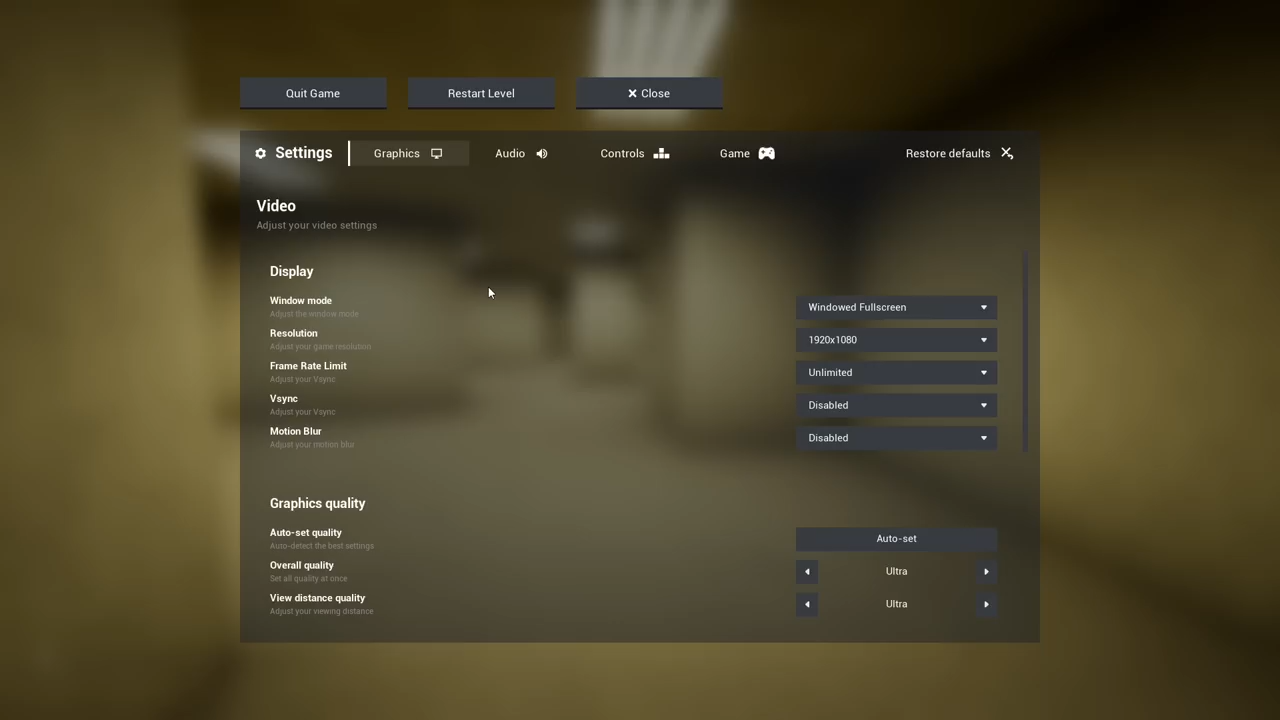 Quit Game
Restart Level
Close
Settings
Graphics
Audio
Controls
Game
Restore defaults
Video
Adjust your video settings
Display
Window mode
Adjust the window mode
Windowed Fullscreen
Resolution
Adjust your game resolution
1920x1080
Frame Rate Limit
Adjust your Vsync
Unlimited
Vsync
Adjust your Vsync
Disabled
Motion Blur
Adjust your motion blur
Disabled
Graphics quality
Auto-set quality
Auto-detect the best settings
Auto-set
Overall quality
Set all quality at once
Ultra
View distance quality
Adjust your viewing distance
Ultra